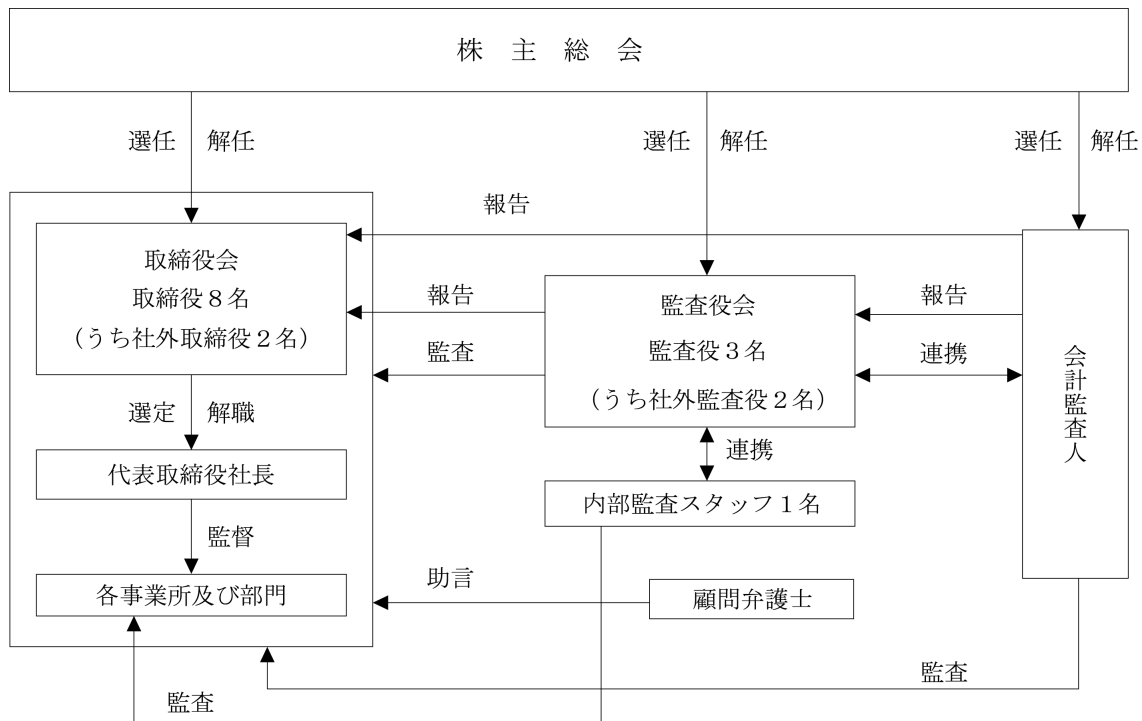 株主総会
選任 解任
選任 解任
選任 解任
報告
取締役会
取締役8名
(うち社外取締役2名)
報告
監査
監査役会
監査役3名
(うち社外監査役2名)
報告
連携
会計監査人
選定 解職
連携
代表取締役社長
内部監査スタッフ1名
監督
助言
各事業所及び部門
顧問弁護士
監査
監査